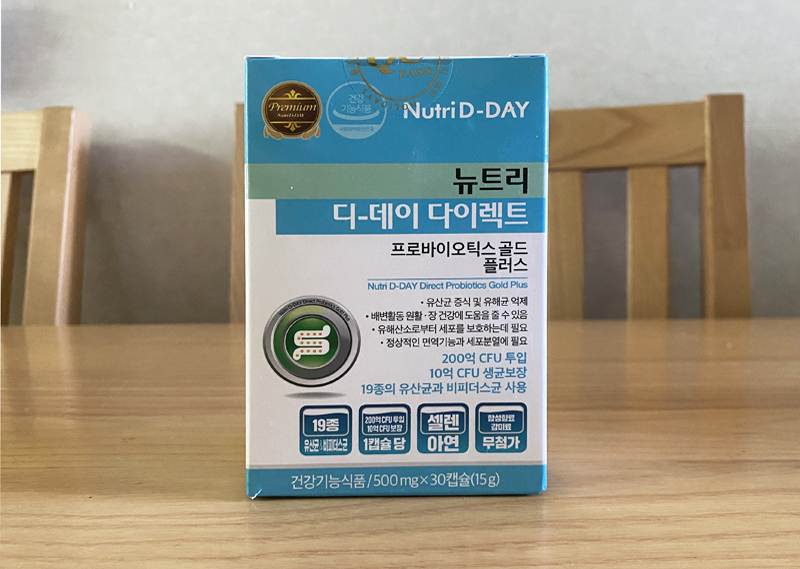 Premium
Nutri D-DAY
건강
기능식품
Nutri D-DAY
뉴트리
디-데이 다이렉트
프로바이오틱스 골드
플러스
Nutri D-DAY Direct Probiotics Gold Plus
• 유산균 증식 및 유해균 억제
• 배변활동 원활 · 장 건강에 도움을 줄 수 있음
• 유해산소로부터 세포를 보호하는데 필요
• 정상적인 면역기능과 세포분열에 필요
200억 CFU 투입
10억 CFU 생균보장
19종의 유산균과 비피더스균 사용
19종
유산균 비피더스균
200억 CFU 투입
10억 CFU 보장
1캡슐 당
셀렌
아연
합성향료
감미료
무첨가
건강기능식품/500mg×30캡슐(15g)